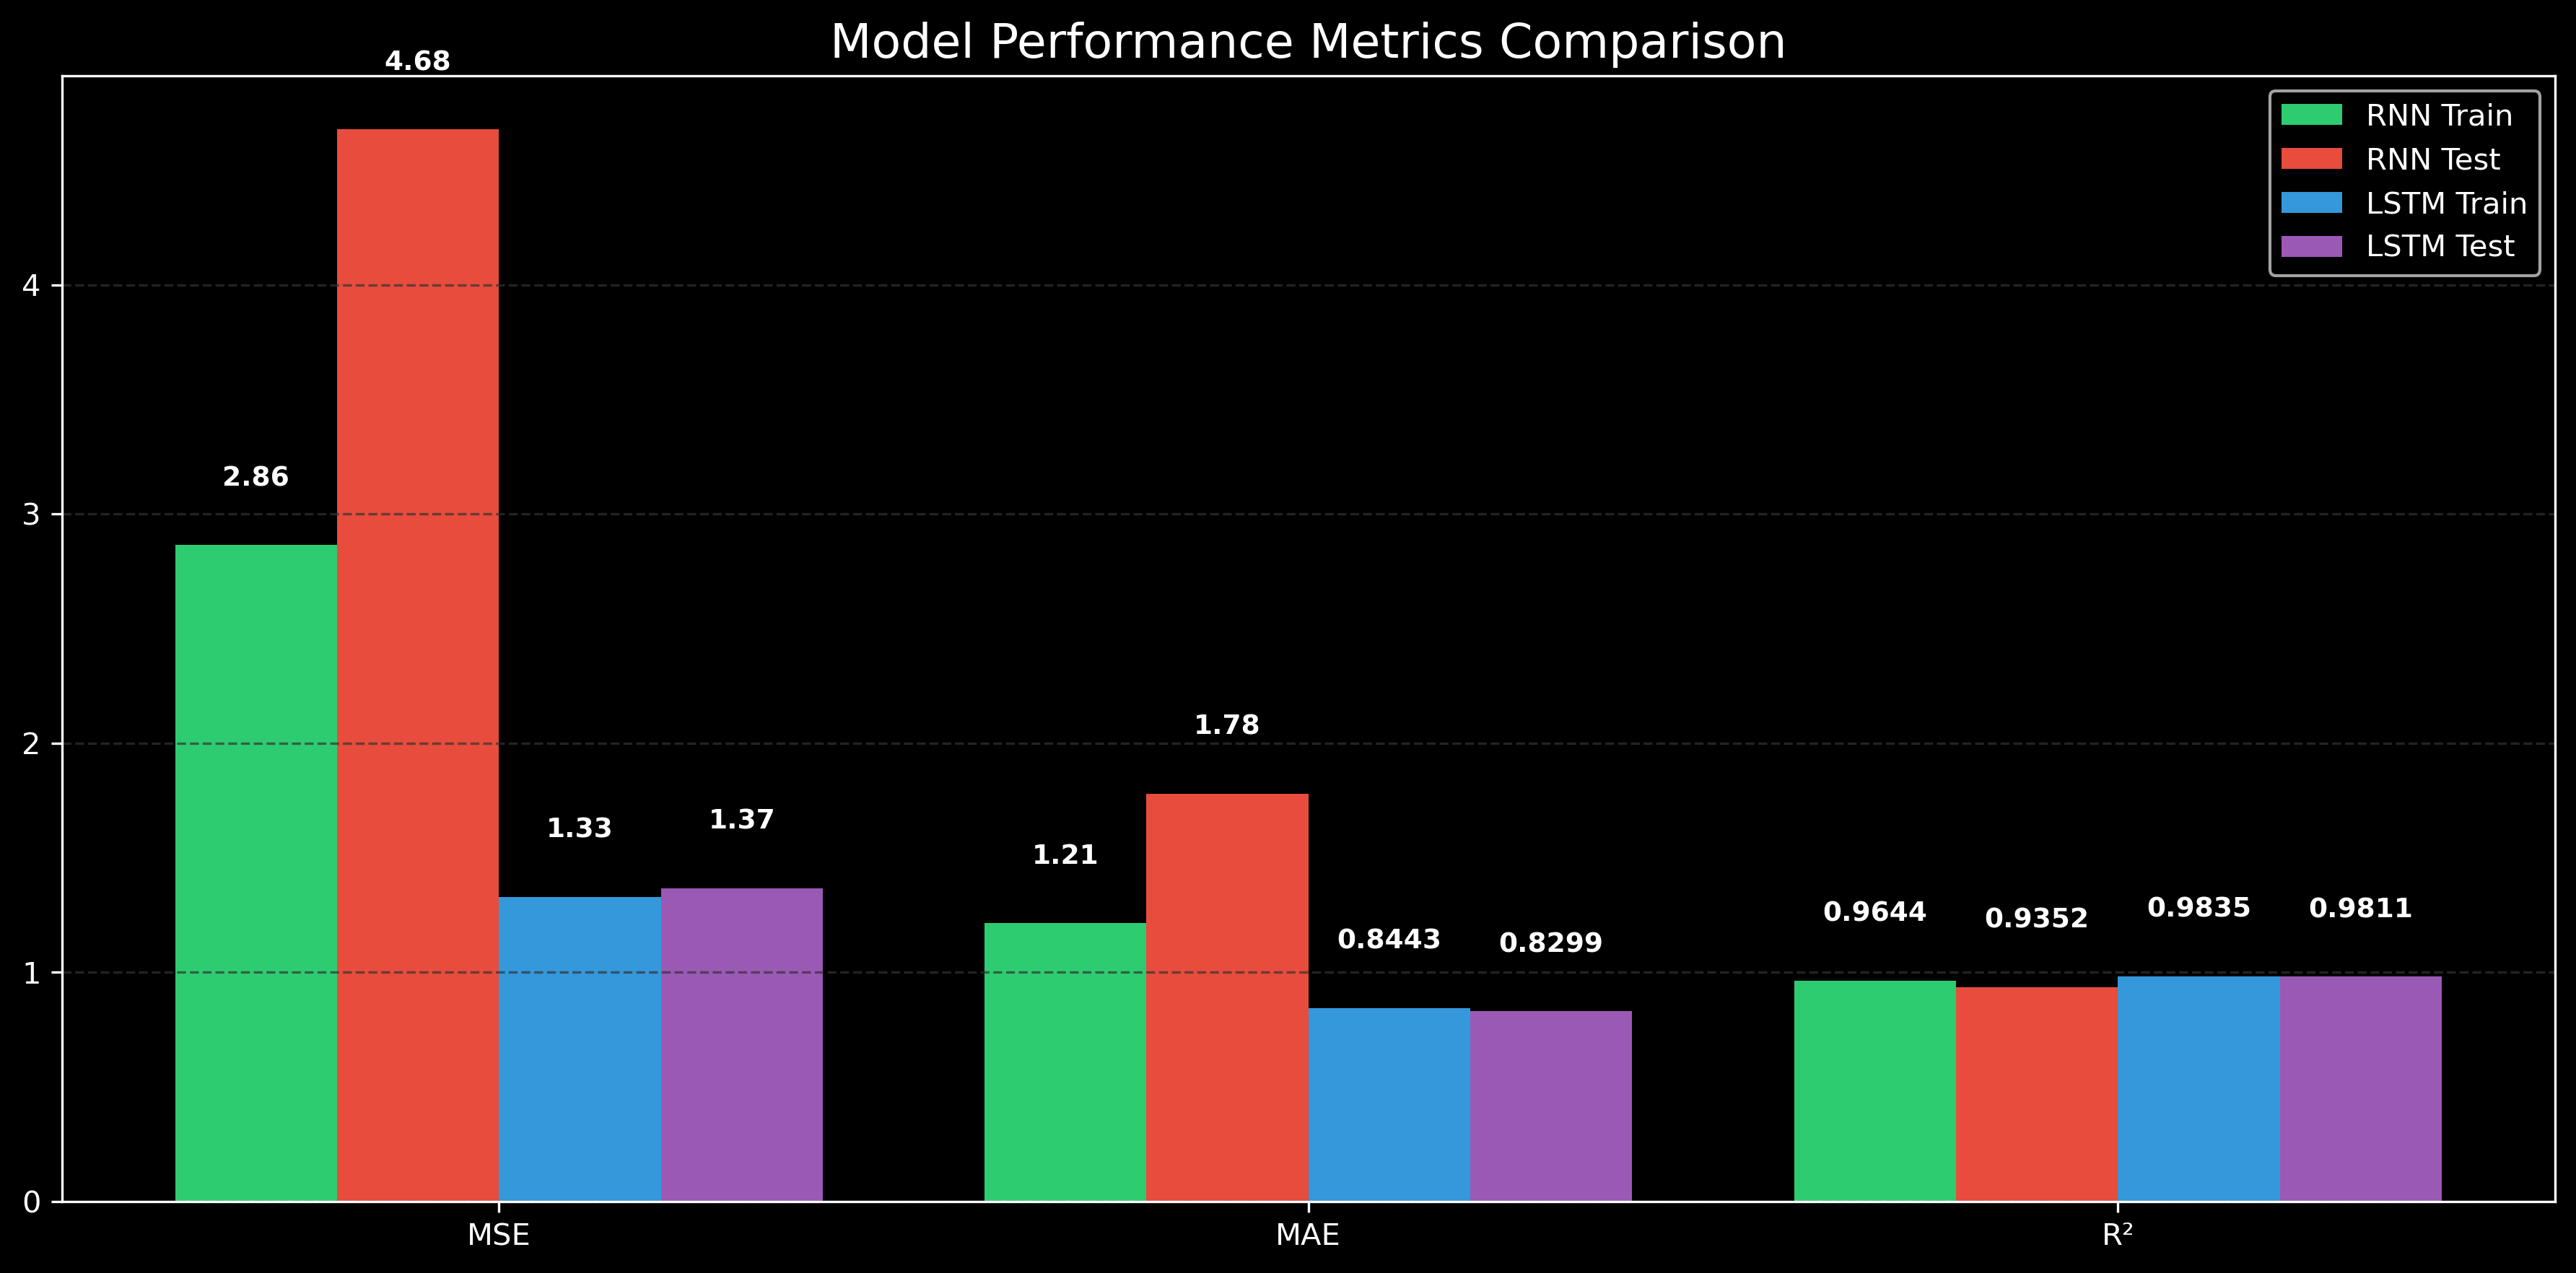 Model Performance Metrics Comparison
4.68
RNN Train
RNN Test
LSTM Train
LSTM Test
4
2.86
3
1.78
2
1.33
1.37
1.21
0.8443
0.8299
0.9644
0.9352
0.9835
0.9811
1
0
MSE
MAE
R²